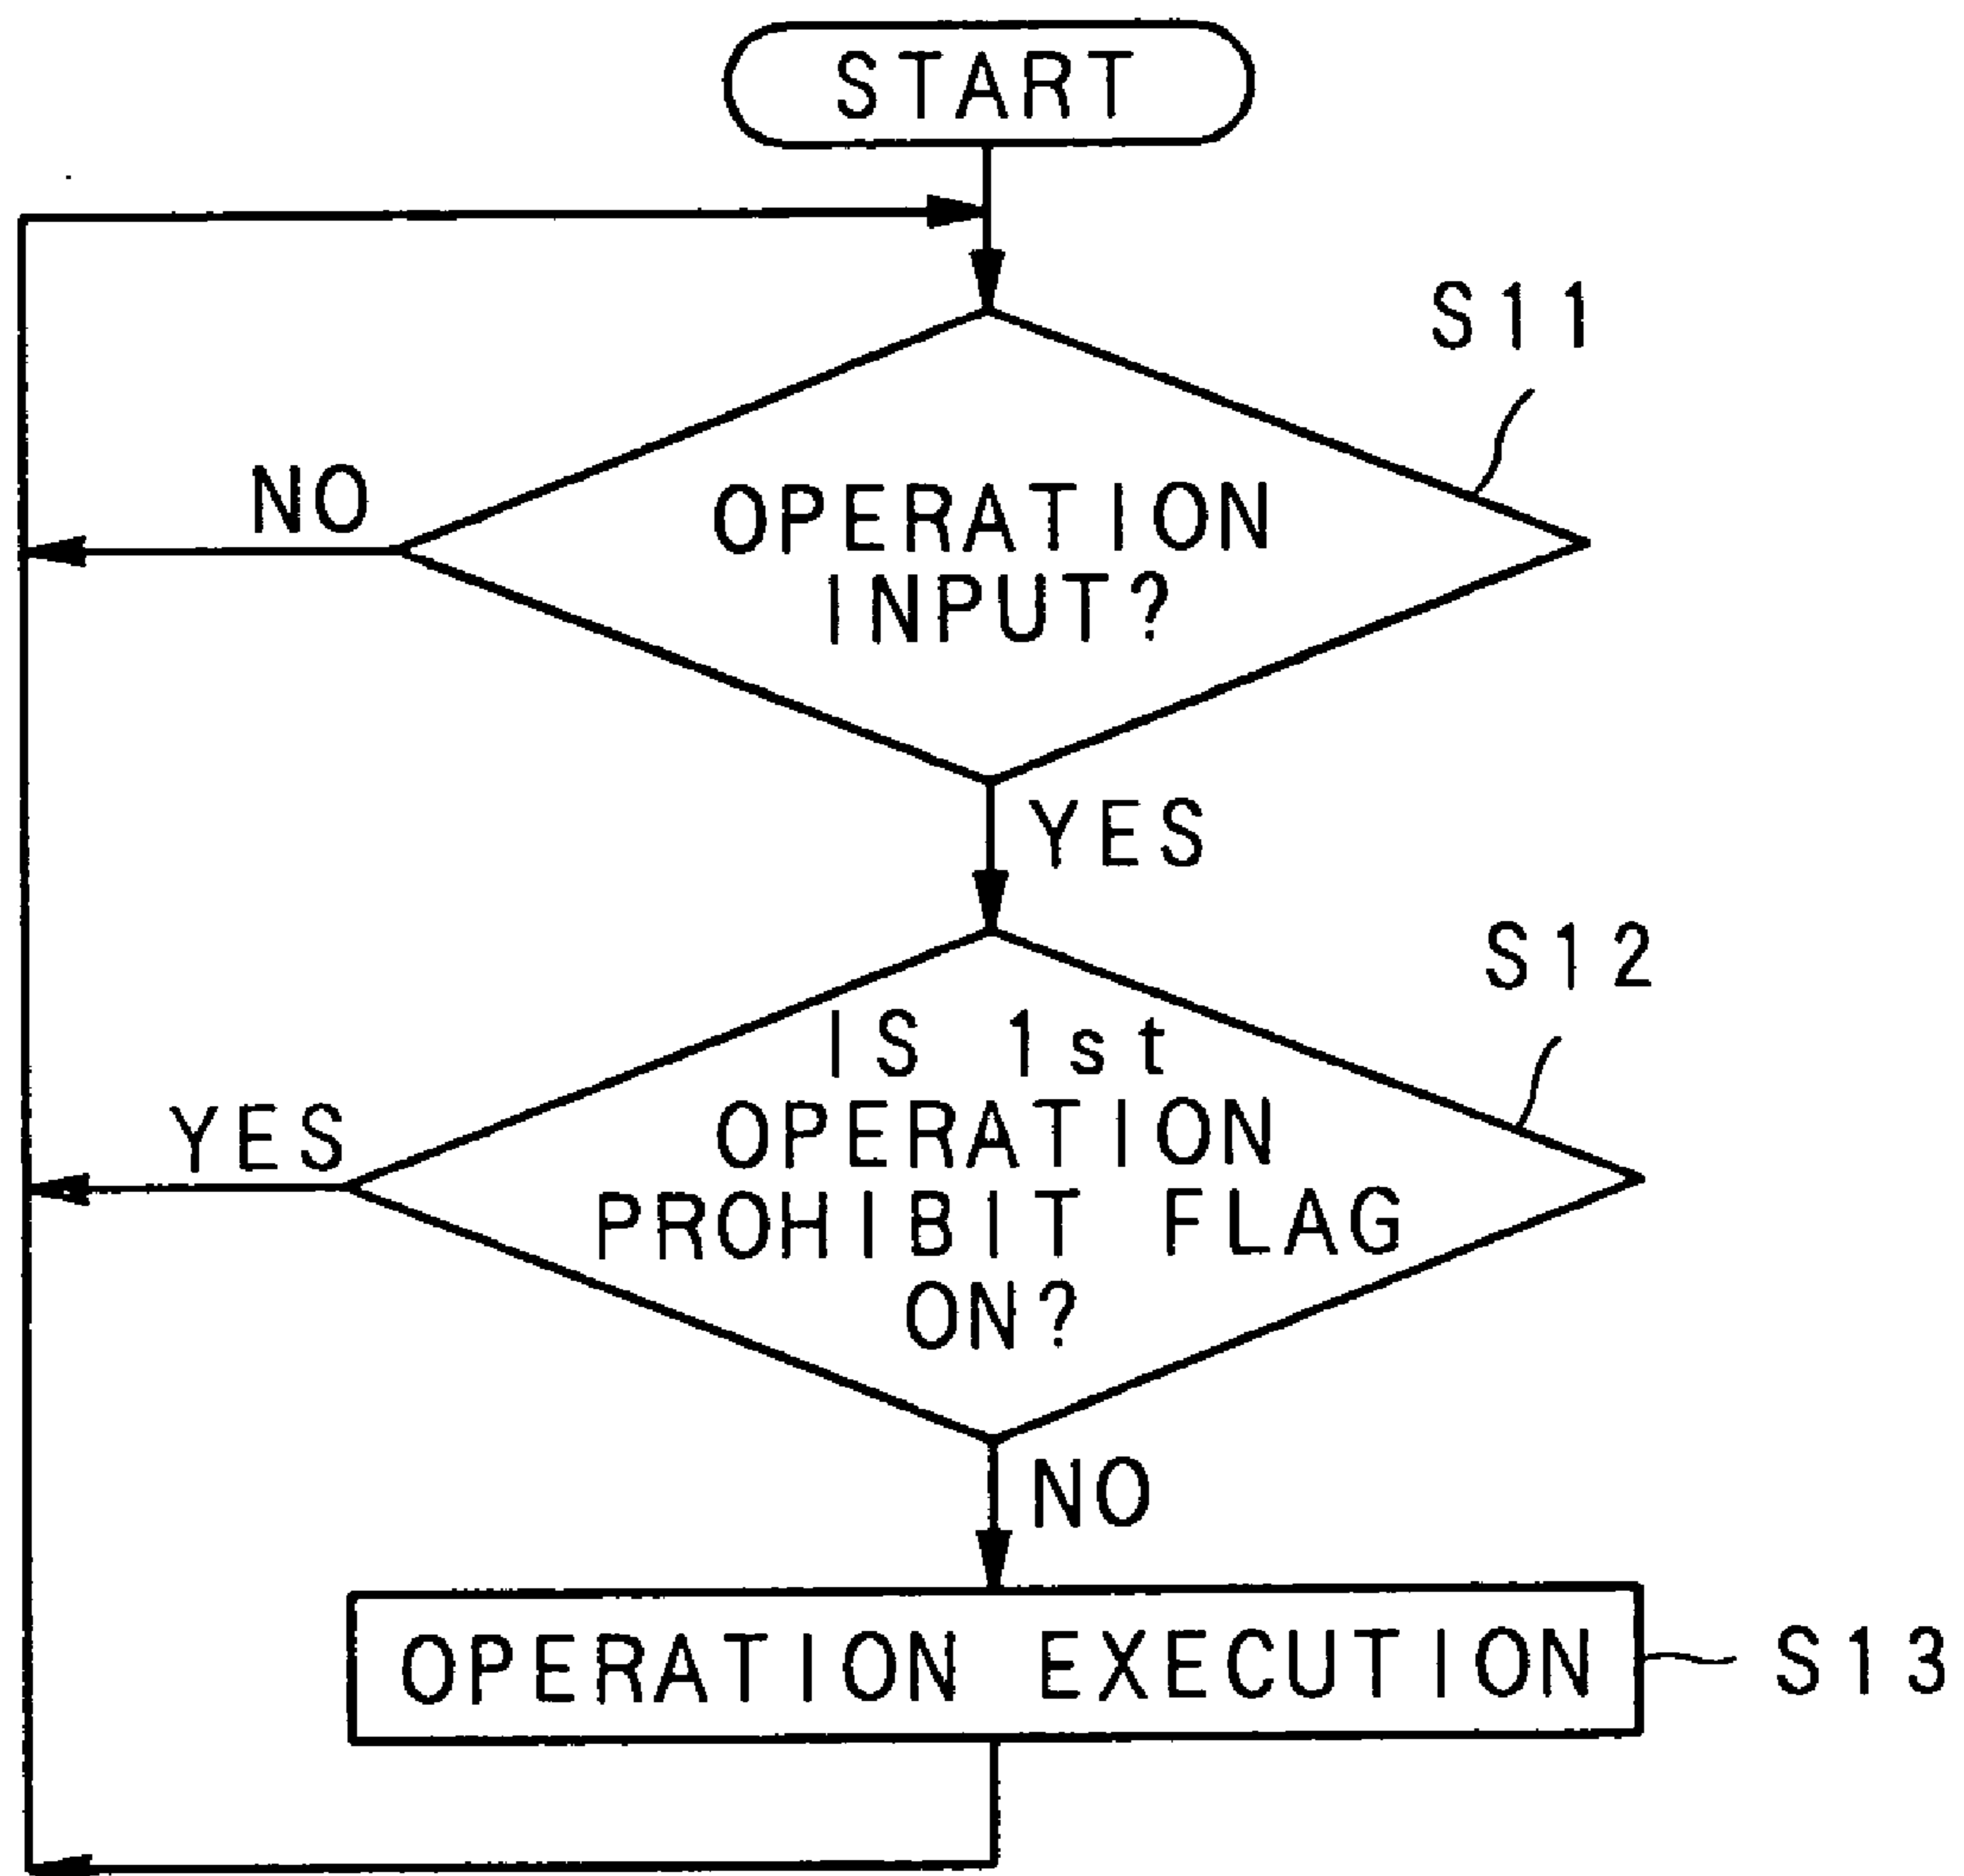 START
S11
NO
OPERATION
INPUT?
YES
S12
IS 1st
OPERATION
YES
PROHIBIT FLAG
ON?
NO
OPERATION EXECUTION
S13